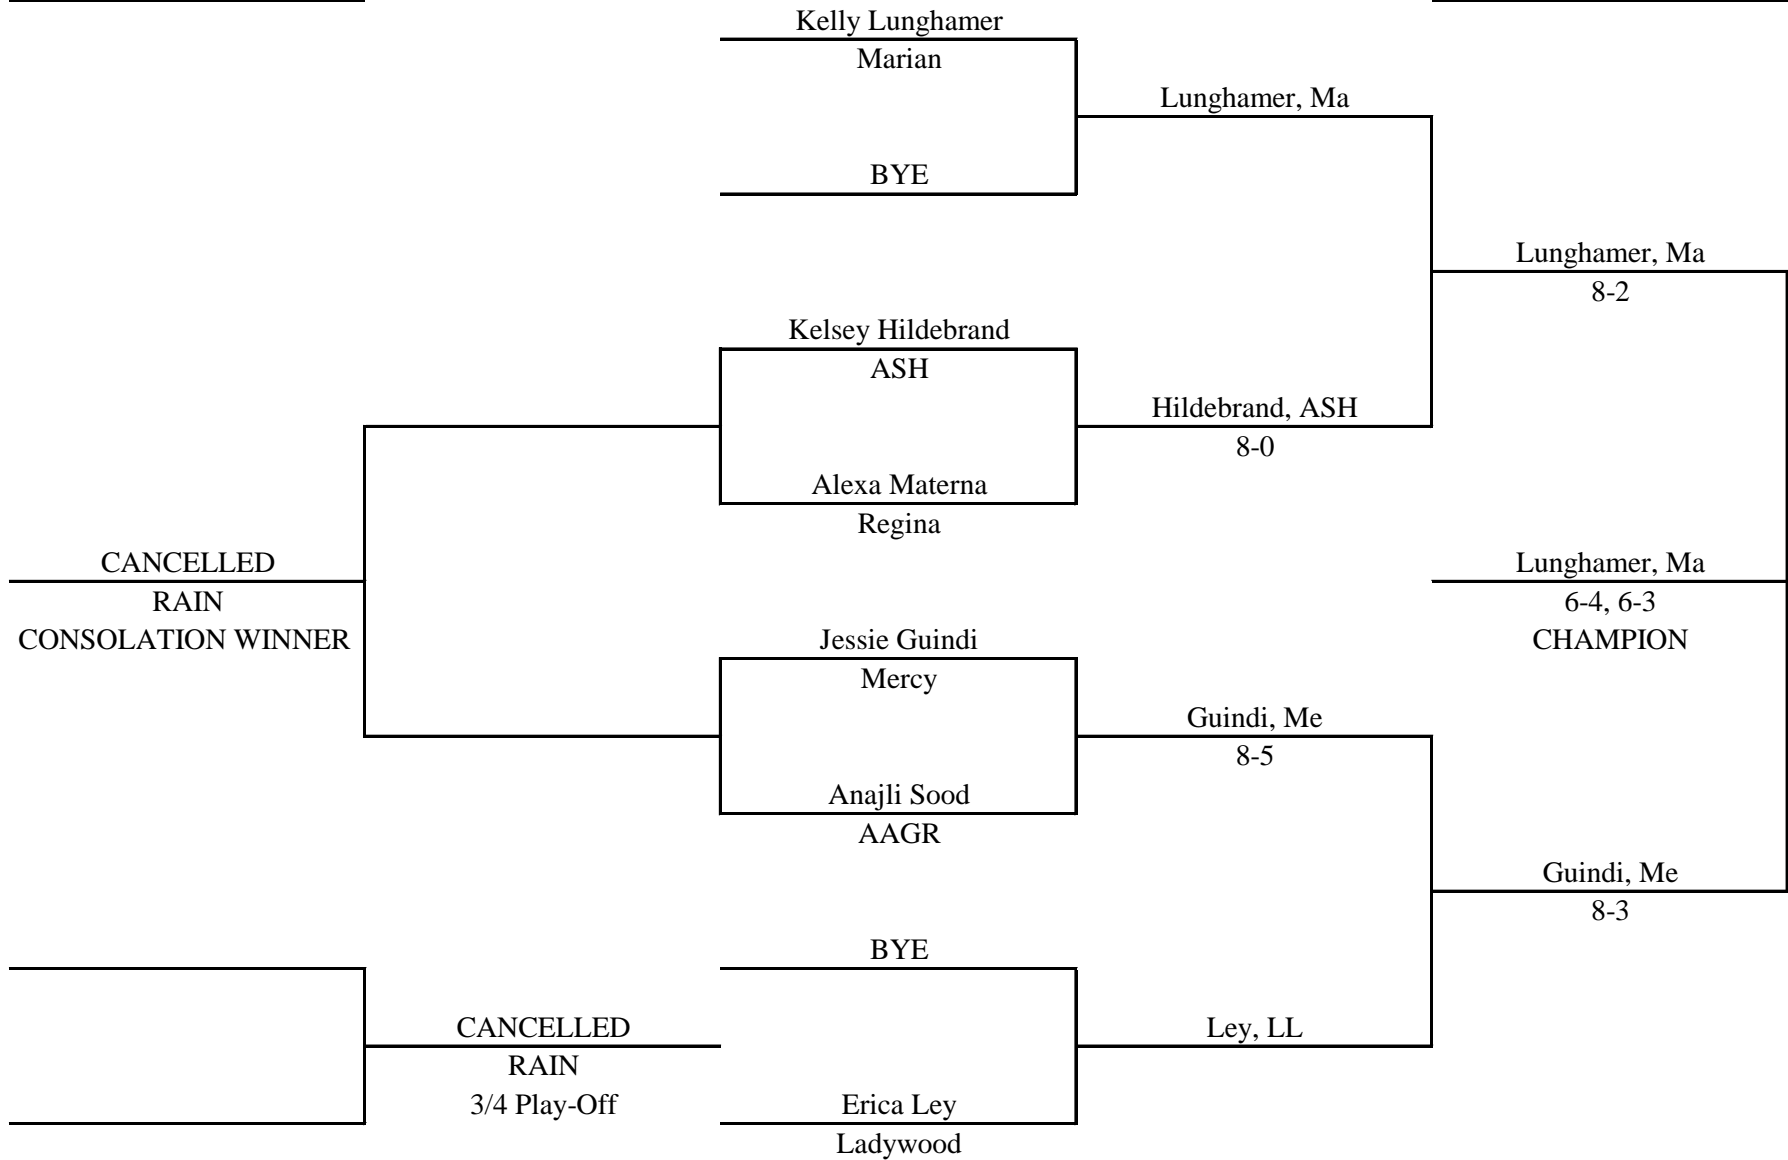 Kelly Lunghamer
Marian
Lunghamer, Ma
BYE
Lunghamer, Ma
8-2
Kelsey Hildebrand
ASH
Hildebrand, ASH
8-0
Alexa Materna
Regina
CANCELLED
RAIN
CONSOLATION WINNER
Lunghamer, Ma
6-4, 6-3
CHAMPION
Jessie Guindi
Mercy
Guindi, Me
8-5
Anajli Sood
AAGR
Guindi, Me
8-3
BYE
CANCELLED
RAIN
3/4 Play-Off
Ley, LL
Erica Ley
Ladywood